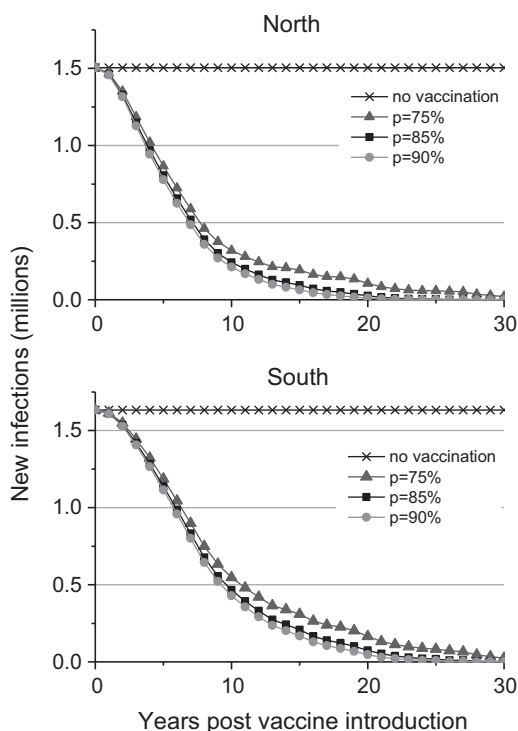 North
1.5
1.0
0.5
0.0
no vaccination
p=75%
p=85%
p=90%
0 10 20 30
South
1.5
1.0
0.5
0.0
no vaccination
p=75%
p=85%
p=90%
0 10 20 30
New infections (millions)
Years post vaccine introduction